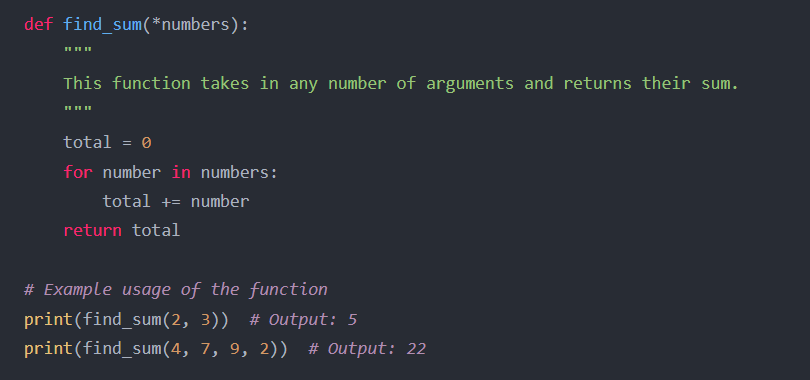 def find_sum(*numbers):
    """
    This function takes in any number of arguments and returns their sum.
    """
    total = 0
    for number in numbers:
        total += number
    return total

# Example usage of the function
print(find_sum(2, 3))  # Output: 5
print(find_sum(4, 7, 9, 2))  # Output: 22